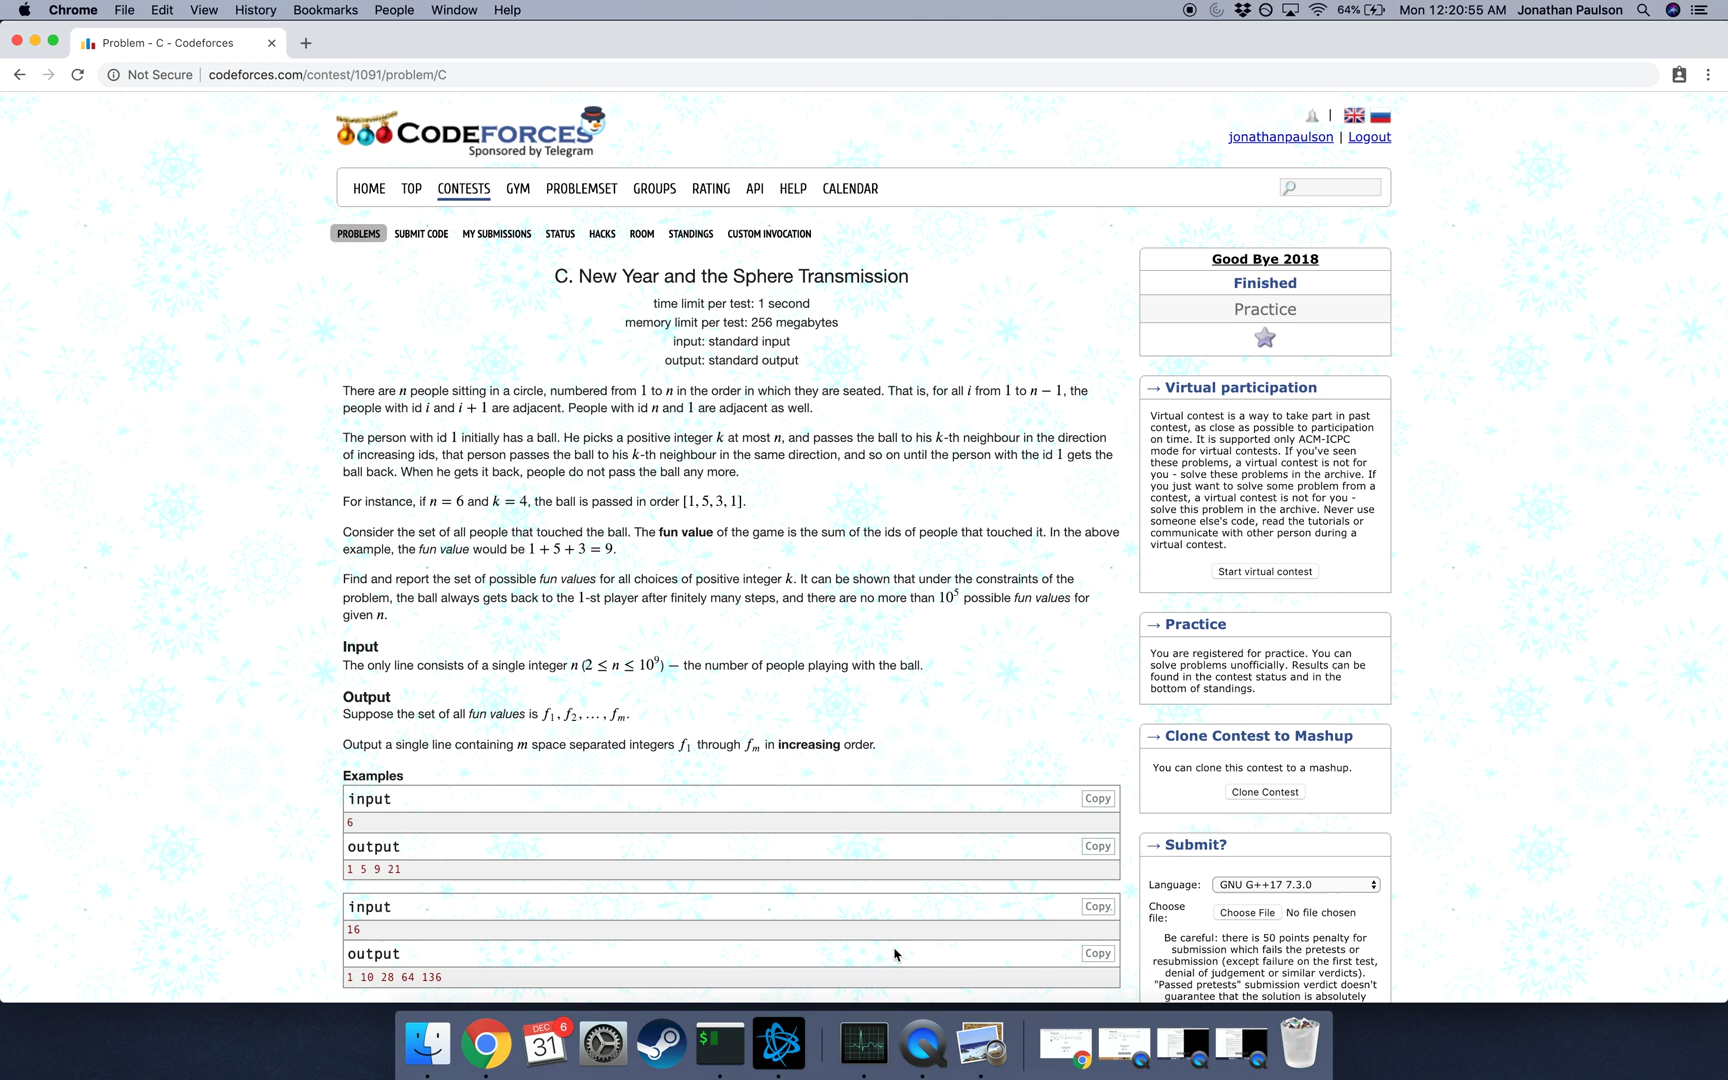 Chrome File Edit View History Bookmarks People Window Help 64% Mon 12:20:55 AM Jonathan Paulson
Problem - C - Codeforces
Not Secure codeforces.com/contest/1091/problem/C
CODEFORCES
Sponsored by Telegram
jonathanpaulson | Logout
HOME TOP CONTESTS GYM PROBLEMSET GROUPS RATING API HELP CALENDAR
PROBLEMS SUBMIT CODE MY SUBMISSIONS STATUS HACKS ROOM STANDINGS CUSTOM INVOCATION
C. New Year and the Sphere Transmission
time limit per test: 1 second
memory limit per test: 256 megabytes
input: standard input
output: standard output
There are n people sitting in a circle, numbered from 1 to n in the order in which they are seated. That is, for all i from 1 to n − 1, the
people with id i and i + 1 are adjacent. People with id n and 1 are adjacent as well.
The person with id 1 initially has a ball. He picks a positive integer k at most n, and passes the ball to his k-th neighbour in the direction
of increasing ids, that person passes the ball to his k-th neighbour in the same direction, and so on until the person with the id 1 gets the
ball back. When he gets it back, people do not pass the ball any more.
For instance, if n = 6 and k = 4, the ball is passed in order [1, 5, 3, 1].
Consider the set of all people that touched the ball. The fun value of the game is the sum of the ids of people that touched it. In the above
example, the fun value would be 1 + 5 + 3 = 9.
Find and report the set of possible fun values for all choices of positive integer k. It can be shown that under the constraints of the
problem, the ball always gets back to the 1-st player after finitely many steps, and there are no more than 10⁵ possible fun values for
given n.
Input
The only line consists of a single integer n (2 ≤ n ≤ 10⁹) — the number of people playing with the ball.
Output
Suppose the set of all fun values is f₁, f₂, …, fₘ.
Output a single line containing m space separated integers f₁ through fₘ in increasing order.
Examples
input Copy
6
output Copy
1 5 9 21
input Copy
16
output Copy
1 10 28 64 136
Good Bye 2018
Finished
Practice
→ Virtual participation
Virtual contest is a way to take part in past
contest, as close as possible to participation
on time. It is supported only ACM-ICPC
mode for virtual contests. If you've seen
these problems, a virtual contest is not for
you - solve these problems in the archive. If
you just want to solve some problem from a
contest, a virtual contest is not for you -
solve this problem in the archive. Never use
someone else's code, read the tutorials or
communicate with other person during a
virtual contest.
Start virtual contest
→ Practice
You are registered for practice. You can
solve problems unofficially. Results can be
found in the contest status and in the
bottom of standings.
→ Clone Contest to Mashup
You can clone this contest to a mashup.
Clone Contest
→ Submit?
Language: GNU G++17 7.3.0
Choose
file: Choose File No file chosen
Be careful: there is 50 points penalty for
submission which fails the pretests or
resubmission (except failure on the first test,
denial of judgement or similar verdicts).
"Passed pretests" submission verdict doesn't
guarantee that the solution is absolutely
DEC 6
31
$